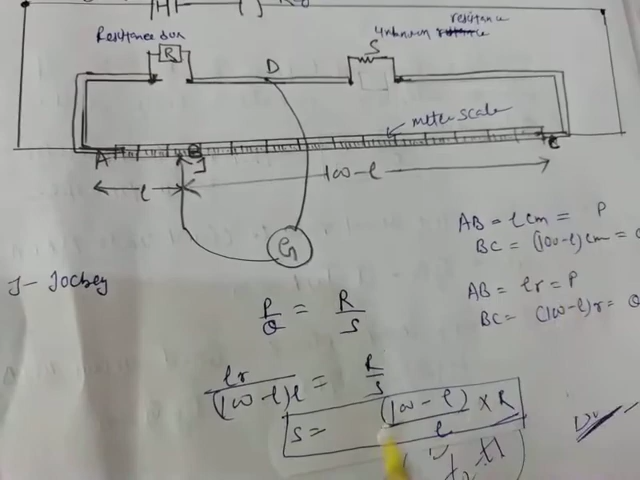 Key
resistance
Resistance box
unknown
R
S
D
meter scale
A
B
C
J
l
100-l
G
AB = l cm = P
BC = (100-l) cm =
J - Jockey
AB = lr = P
BC = (100-l) r = Q
P/Q = R/S
lr/(100-l)r = R/S
S = (100-l)/l × R